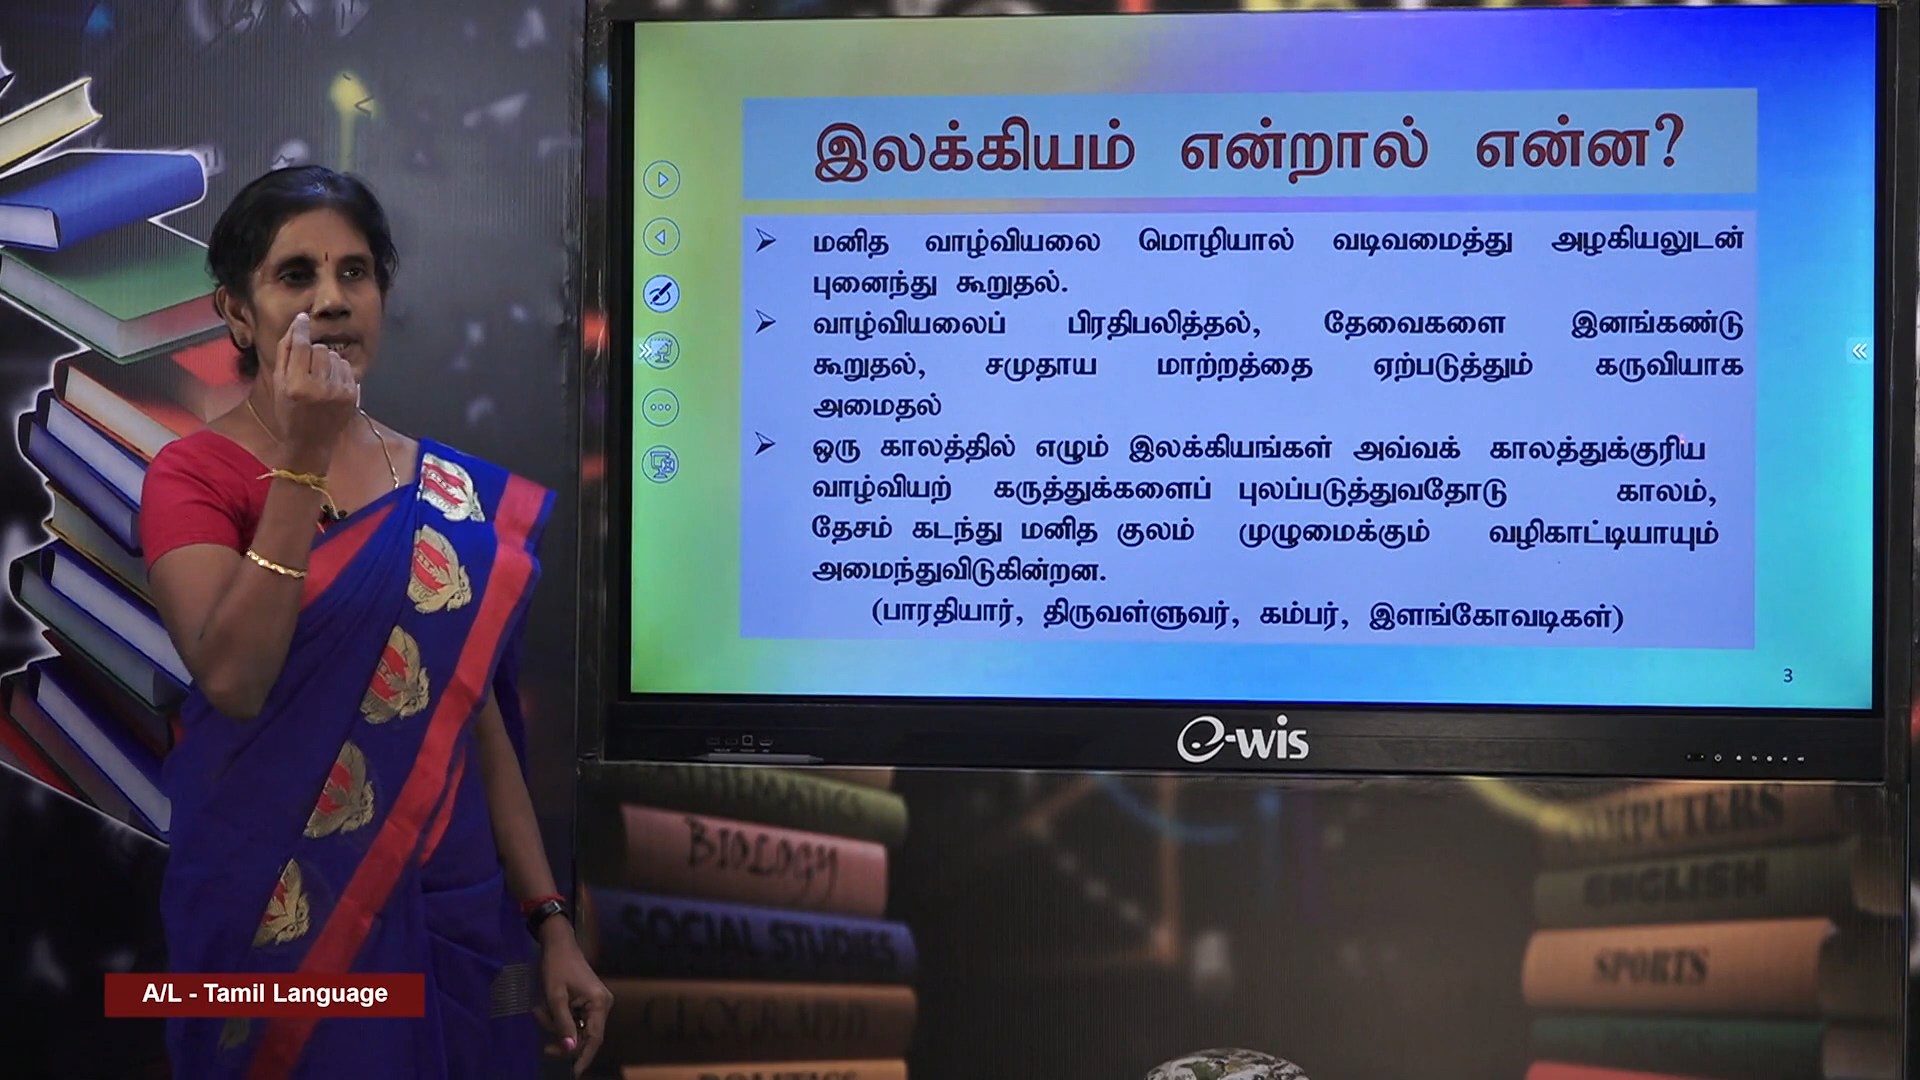 இலக்கியம் என்றால் என்ன?
மனித வாழ்வியலை மொழியால் வடிவமைத்து அழகியலுடன்
புனைந்து கூறுதல்.
வாழ்வியலைப் பிரதிபலித்தல், தேவைகளை இனங்கண்டு
கூறுதல், சமுதாய மாற்றத்தை ஏற்படுத்தும் கருவியாக
அமைதல்
ஒரு காலத்தில் எழும் இலக்கியங்கள் அவ்வக் காலத்துக்குரிய
வாழ்வியற் கருத்துக்களைப் புலப்படுத்துவதோடு காலம்,
தேசம் கடந்து மனித குலம் முழுமைக்கும் வழிகாட்டியாயும்
அமைந்துவிடுகின்றன.
(பாரதியார், திருவள்ளுவர், கம்பர், இளங்கோவடிகள்)
3
e-wis
MATHEMATICS
BIOLOGY
SOCIAL STUDIES
GEOGRAPHY
POLITICS
COMPUTERS
ENGLISH
SPORTS
A/L - Tamil Language